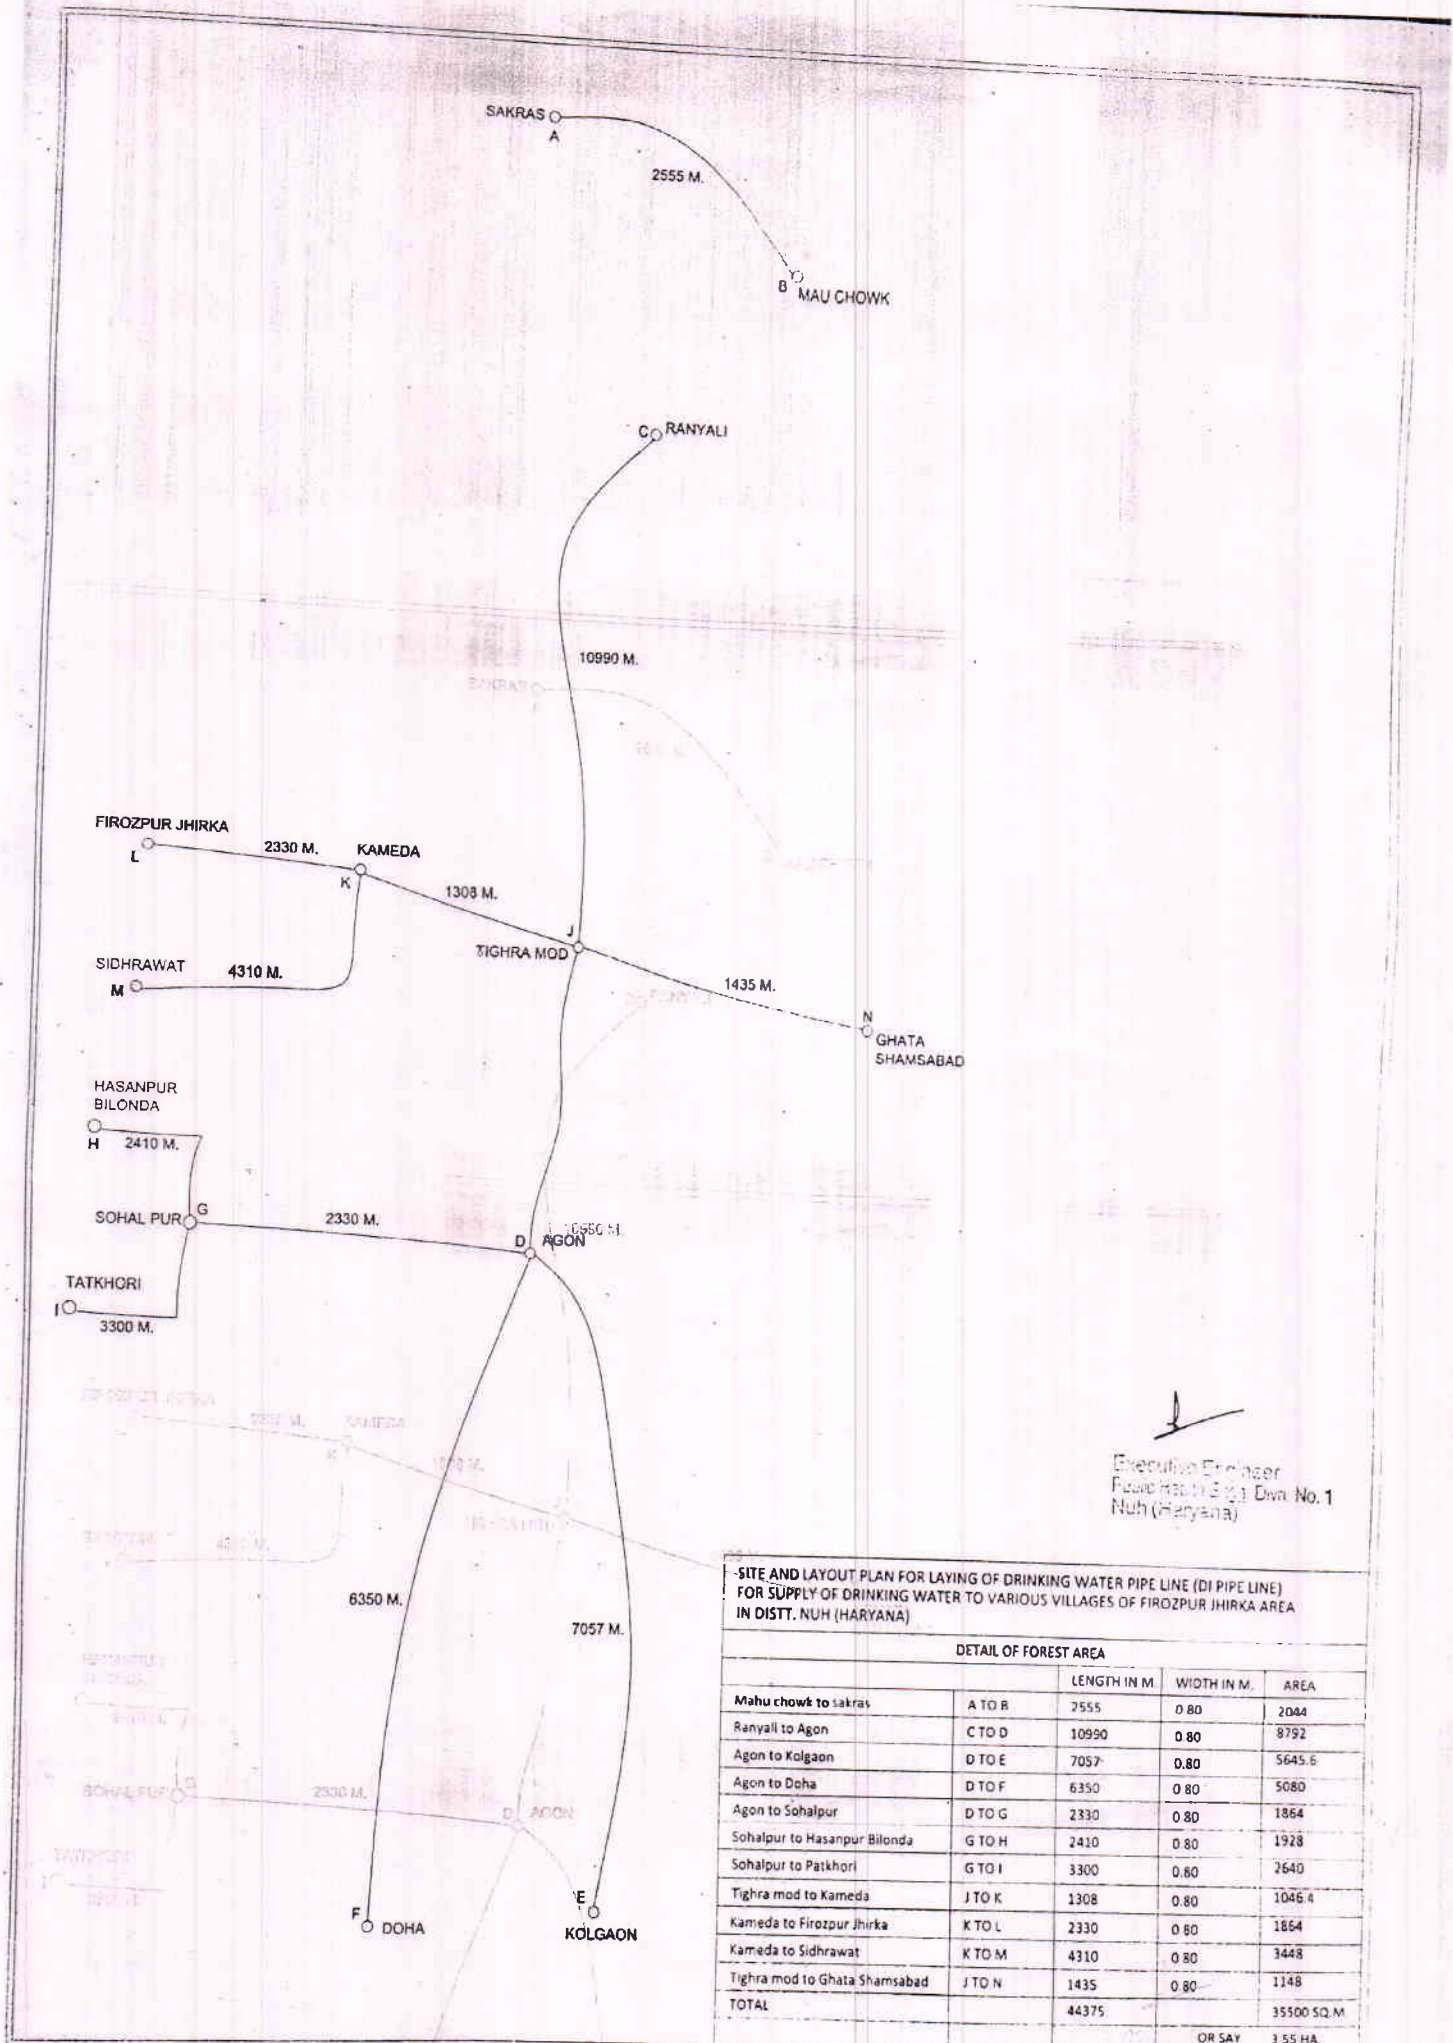 SAKRAS
A
2555 M.
B
MAU CHOWK
C
RANYALI
10990 M.
FIROZPUR JHIRKA
L
2330 M.
KAMEDA
K
1308 M.
J
TIGHRA MOD
SIDHRAWAT
M
4310 M.
1435 M.
N
GHATA
SHAMSABAD
HASANPUR
BILONDA
H
2410 M.
SOHAL PUR
G
2330 M.
D
AGON
TATKHORI
I
3300 M.
6350 M.
7057 M.
F
DOHA
E
KOLGAON
Executive Engineer
Divn. No. 1
Nuh (Haryana)
SITE AND LAYOUT PLAN FOR LAYING OF DRINKING WATER PIPE LINE (DI PIPE LINE)
FOR SUPPLY OF DRINKING WATER TO VARIOUS VILLAGES OF FIROZPUR JHIRKA AREA
IN DISTT. NUH (HARYANA)
DETAIL OF FOREST AREA
LENGTH IN M. WIDTH IN M. AREA
Mahu chowk to sakras A TO B 2555 0.80 2044
Ranyali to Agon C TO D 10990 0.80 8792
Agon to Kolgaon D TO E 7057 0.80 5645.6
Agon to Doha D TO F 6350 0.80 5080
Agon to Sohalpur D TO G 2330 0.80 1864
Sohalpur to Hasanpur Bilonda G TO H 2410 0.80 1928
Sohalpur to Patkhori G TO I 3300 0.80 2640
Tighra mod to Kameda J TO K 1308 0.80 1046.4
Kameda to Firozpur Jhirka K TO L 2330 0.80 1864
Kameda to Sidhrawat K TO M 4310 0.80 3448
Tighra mod to Ghata Shamsabad J TO N 1435 0.80 1148
TOTAL 44375 35500 SQ.M
OR SAY 3.55 HA